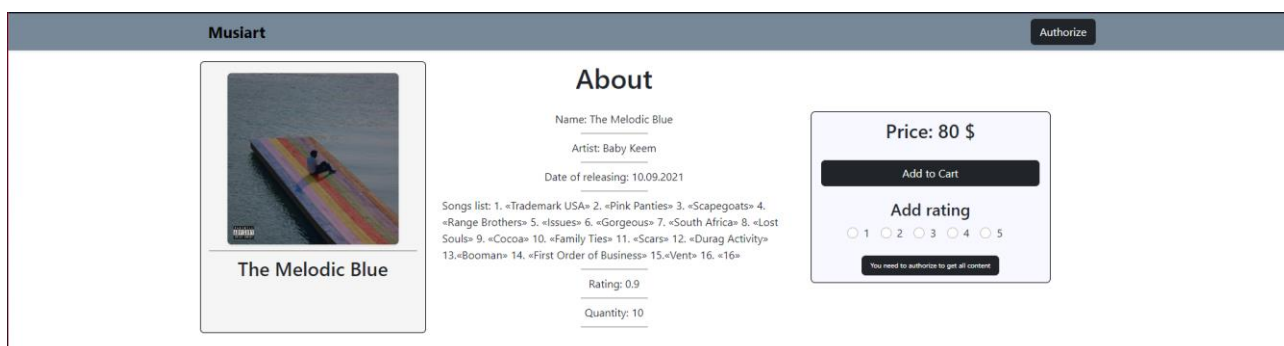 Musiart
Authorize
The Melodic Blue
About
Name: The Melodic Blue
Artist: Baby Keem
Date of releasing: 10.09.2021
Songs list: 1. «Trademark USA» 2. «Pink Panties» 3. «Scapegoats» 4.
«Range Brothers» 5. «Issues» 6. «Gorgeous» 7. «South Africa» 8. «Lost
Souls» 9. «Cocoa» 10. «Family Ties» 11. «Scars» 12. «Durag Activity»
13.«Booman» 14. «First Order of Business» 15.«Vent» 16. «16»
Rating: 0.9
Quantity: 10
Price: 80 $
Add to Cart
Add rating
1 2 3 4 5
You need to authorize to get all content